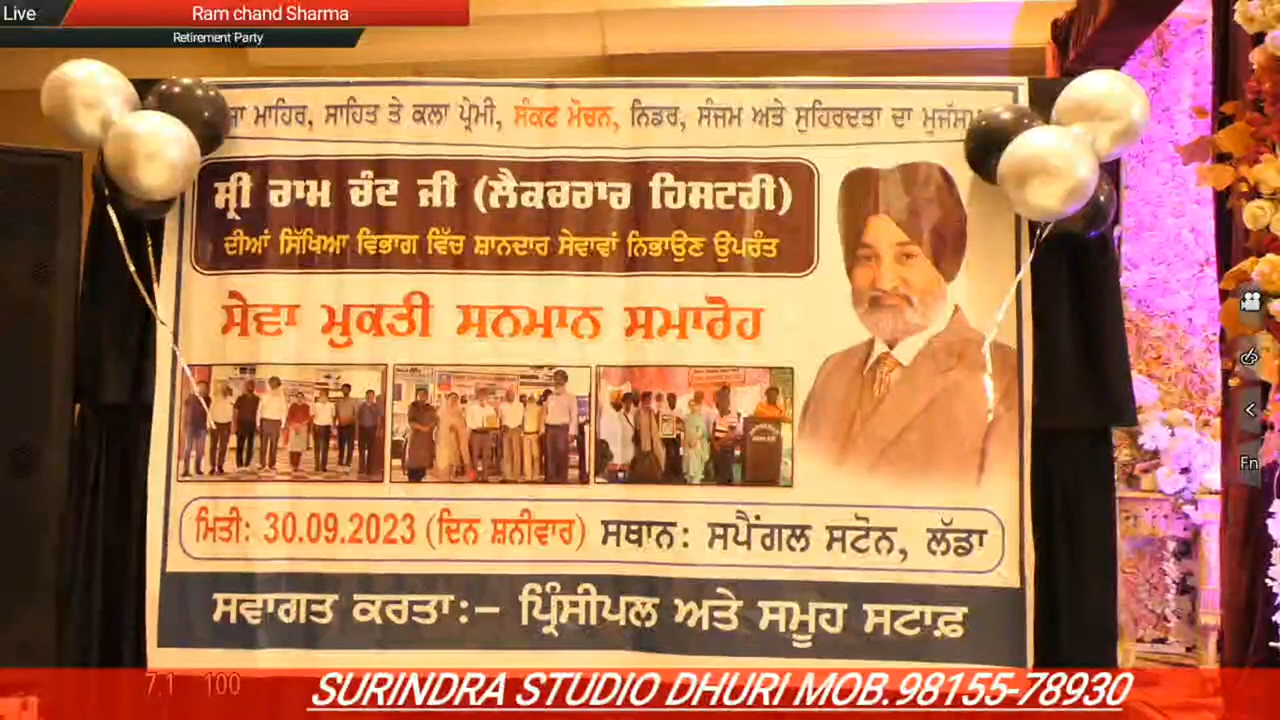 Live
Ram chand Sharma
Retirement Party
ਮਾਹਿਰ, ਸਾਹਿਤ ਤੇ ਕਲਾ ਪ੍ਰੇਮੀ, ਸੰਕਟ ਮੋਚਨ, ਨਿਡਰ, ਸੰਜਮ ਅਤੇ ਸੁਹਿਰਦਤਾ ਦਾ
ਸ੍ਰੀ ਰਾਮ ਚੰਦ ਜੀ (ਲੈਕਚਰਾਰ ਹਿਸਟਰੀ)
ਦੀਆਂ ਸਿੱਖਿਆ ਵਿਭਾਗ ਵਿੱਚ ਸ਼ਾਨਦਾਰ ਸੇਵਾਵਾਂ ਨਿਭਾਉਣ ਉਪਰੰਤ
ਸੇਵਾ ਮੁਕਤੀ ਸਨਮਾਨ ਸਮਾਰੋਹ
ਮਿਤੀ: 30.09.2023 (ਦਿਨ ਸ਼ਨੀਵਾਰ) ਸਥਾਨ: ਸਪੈਂਗਲ ਸਟੋਨ, ਲੱਡਾ
ਸਵਾਗਤ ਕਰਤਾ:– ਪ੍ਰਿੰਸੀਪਲ ਅਤੇ ਸਮੂਹ ਸਟਾਫ਼
Fn
7.1 100
SURINDRA STUDIO DHURI MOB.98155-78930